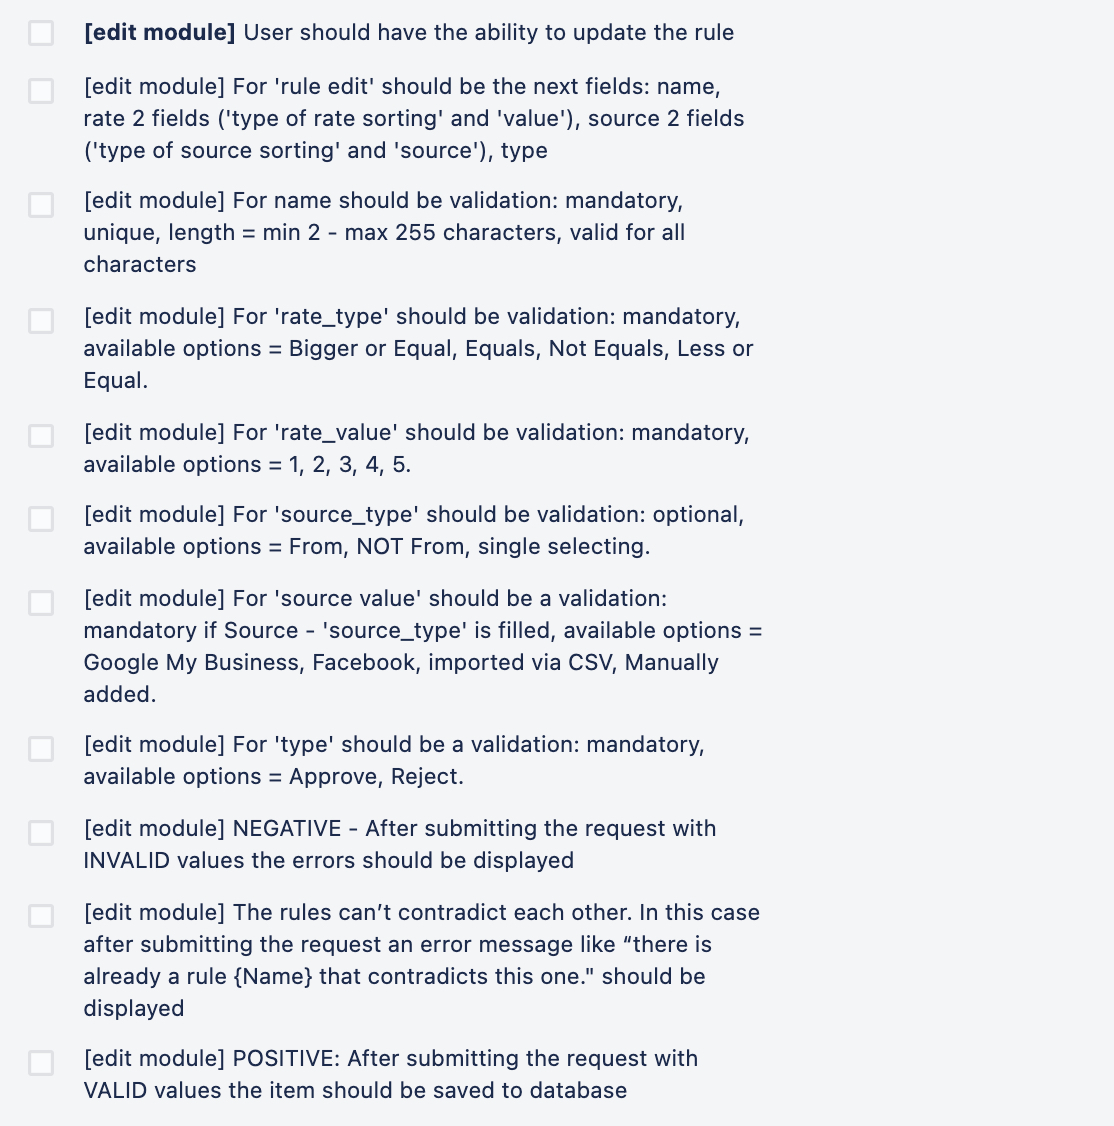 [edit module] User should have the ability to update the rule
[edit module] For 'rule edit' should be the next fields: name,
rate 2 fields ('type of rate sorting' and 'value'), source 2 fields
('type of source sorting' and 'source'), type
[edit module] For name should be validation: mandatory,
unique, length = min 2 - max 255 characters, valid for all
characters
[edit module] For 'rate_type' should be validation: mandatory,
available options = Bigger or Equal, Equals, Not Equals, Less or
Equal.
[edit module] For 'rate_value' should be validation: mandatory,
available options = 1, 2, 3, 4, 5.
[edit module] For 'source_type' should be validation: optional,
available options = From, NOT From, single selecting.
[edit module] For 'source value' should be a validation:
mandatory if Source - 'source_type' is filled, available options =
Google My Business, Facebook, imported via CSV, Manually
added.
[edit module] For 'type' should be a validation: mandatory,
available options = Approve, Reject.
[edit module] NEGATIVE - After submitting the request with
INVALID values the errors should be displayed
[edit module] The rules can’t contradict each other. In this case
after submitting the request an error message like “there is
already a rule {Name} that contradicts this one." should be
displayed
[edit module] POSITIVE: After submitting the request with
VALID values the item should be saved to database